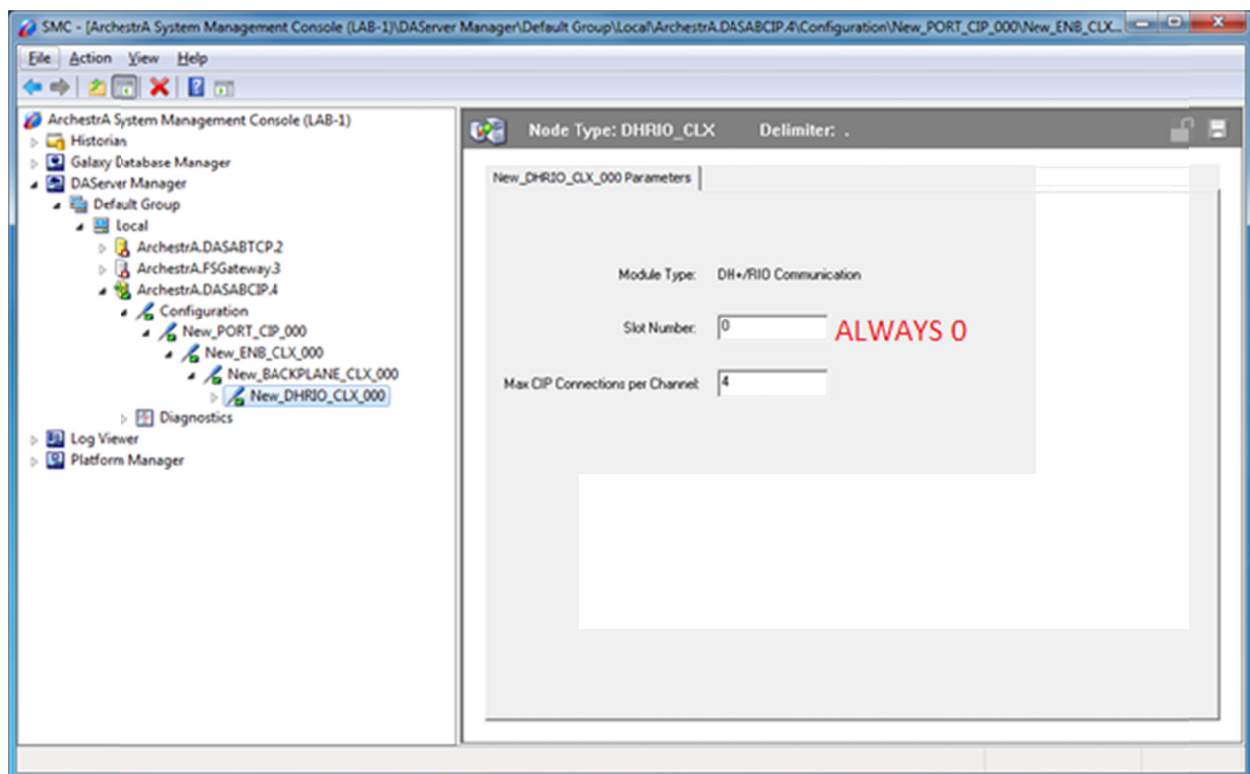 SMC - [ArchestrA System Management Console (LAB-1)\DAServer Manager\Default Group\Local\ArchestrA.DASABCIP.4\Configuration\New_PORT_CIP_000\New_ENB_CLX...
File Action View Help
ArchestrA System Management Console (LAB-1)
Historian
Galaxy Database Manager
DAServer Manager
Default Group
Local
ArchestrA.DASABTCP.2
ArchestrA.FSGateway.3
ArchestrA.DASABCIP.4
Configuration
New_PORT_CIP_000
New_ENB_CLX_000
New_BACKPLANE_CLX_000
New_DHRIO_CLX_000
Diagnostics
Log Viewer
Platform Manager
Node Type: DHRIO_CLX Delimiter: .
New_DHRIO_CLX_000 Parameters
Module Type: DH+/RIO Communication
Slot Number: 0 ALWAYS 0
Max CIP Connections per Channel: 4